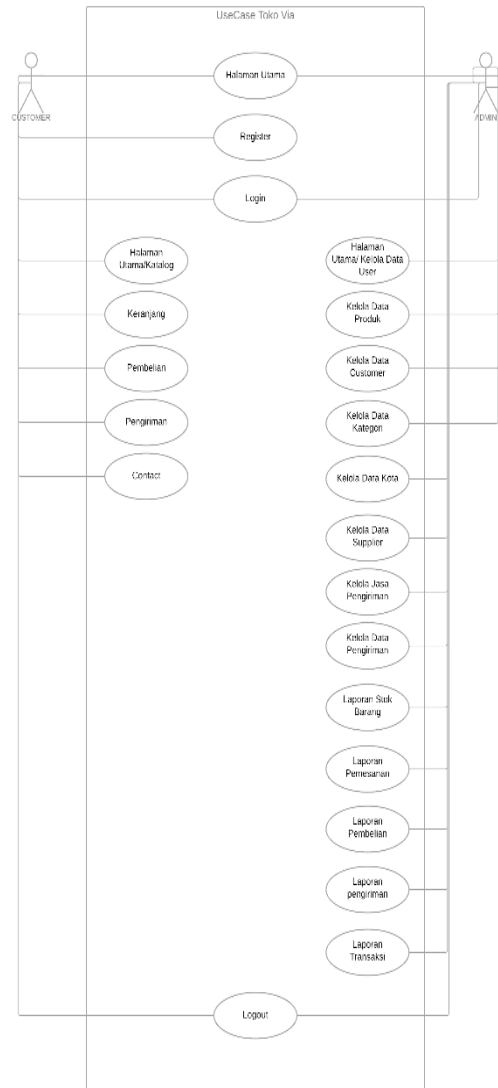 UseCase Toko Via
Halaman Utama
CUSTOMER
ADMIN
Register
Login
Halaman
Utama/Katalog
Halaman
Utama/ Kelola Data
User
Keranjang
Kelola Data
Produk
Pembelian
Kelola Data
Customer
Pengiriman
Kelola Data
Kategori
Contact
Kelola Data Kota
Kelola Data
Supplier
Kelola Jasa
Pengiriman
Kelola Data
Pengiriman
Laporan Stok
Barang
Laporan
Pemesanan
Laporan
Pembelian
Laporan
pengiriman
Laporan
Transaksi
Logout